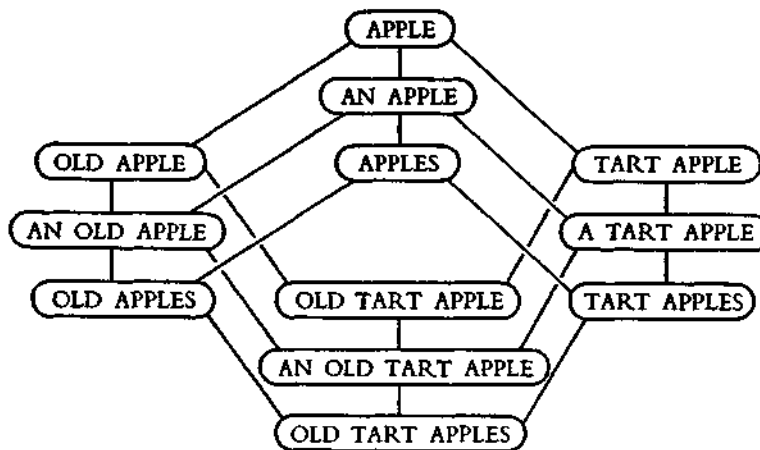 APPLE
AN APPLE
OLD APPLE
APPLES
TART APPLE
AN OLD APPLE
A TART APPLE
OLD APPLES
OLD TART APPLE
TART APPLES
AN OLD TART APPLE
OLD TART APPLES